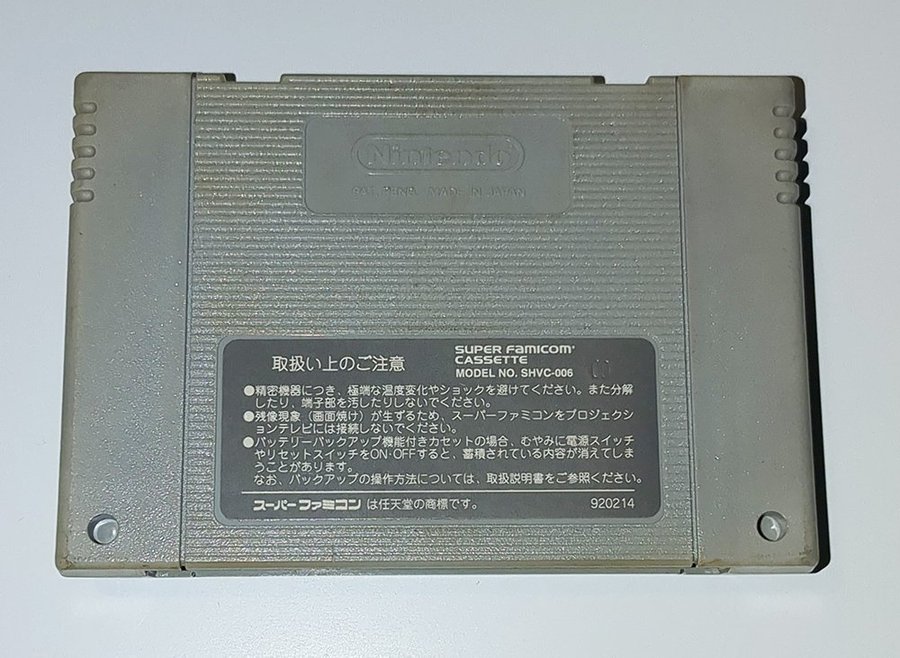 Nintendo
PAT. PEND. MADE IN JAPAN
取扱い上のご注意
SUPER FAMICOM
CASSETTE
MODEL NO. SHVC-006
●精密機器につき、極端な温度変化やショックを避けてください。また分解
したり、端子部を汚したりしないでください。
●残像現象（画面焼け）が生ずるため、スーパーファミコンをプロジェクシ
ョンテレビには接続しないでください。
●バッテリーバックアップ機能付きカセットの場合、むやみに電源スイッチ
やリセットスイッチをON・OFFすると、蓄積されている内容が消えてしま
うことがあります。
なお、バックアップの操作方法については、取扱説明書をご参照ください。
スーパーファミコンは任天堂の商標です。
920214